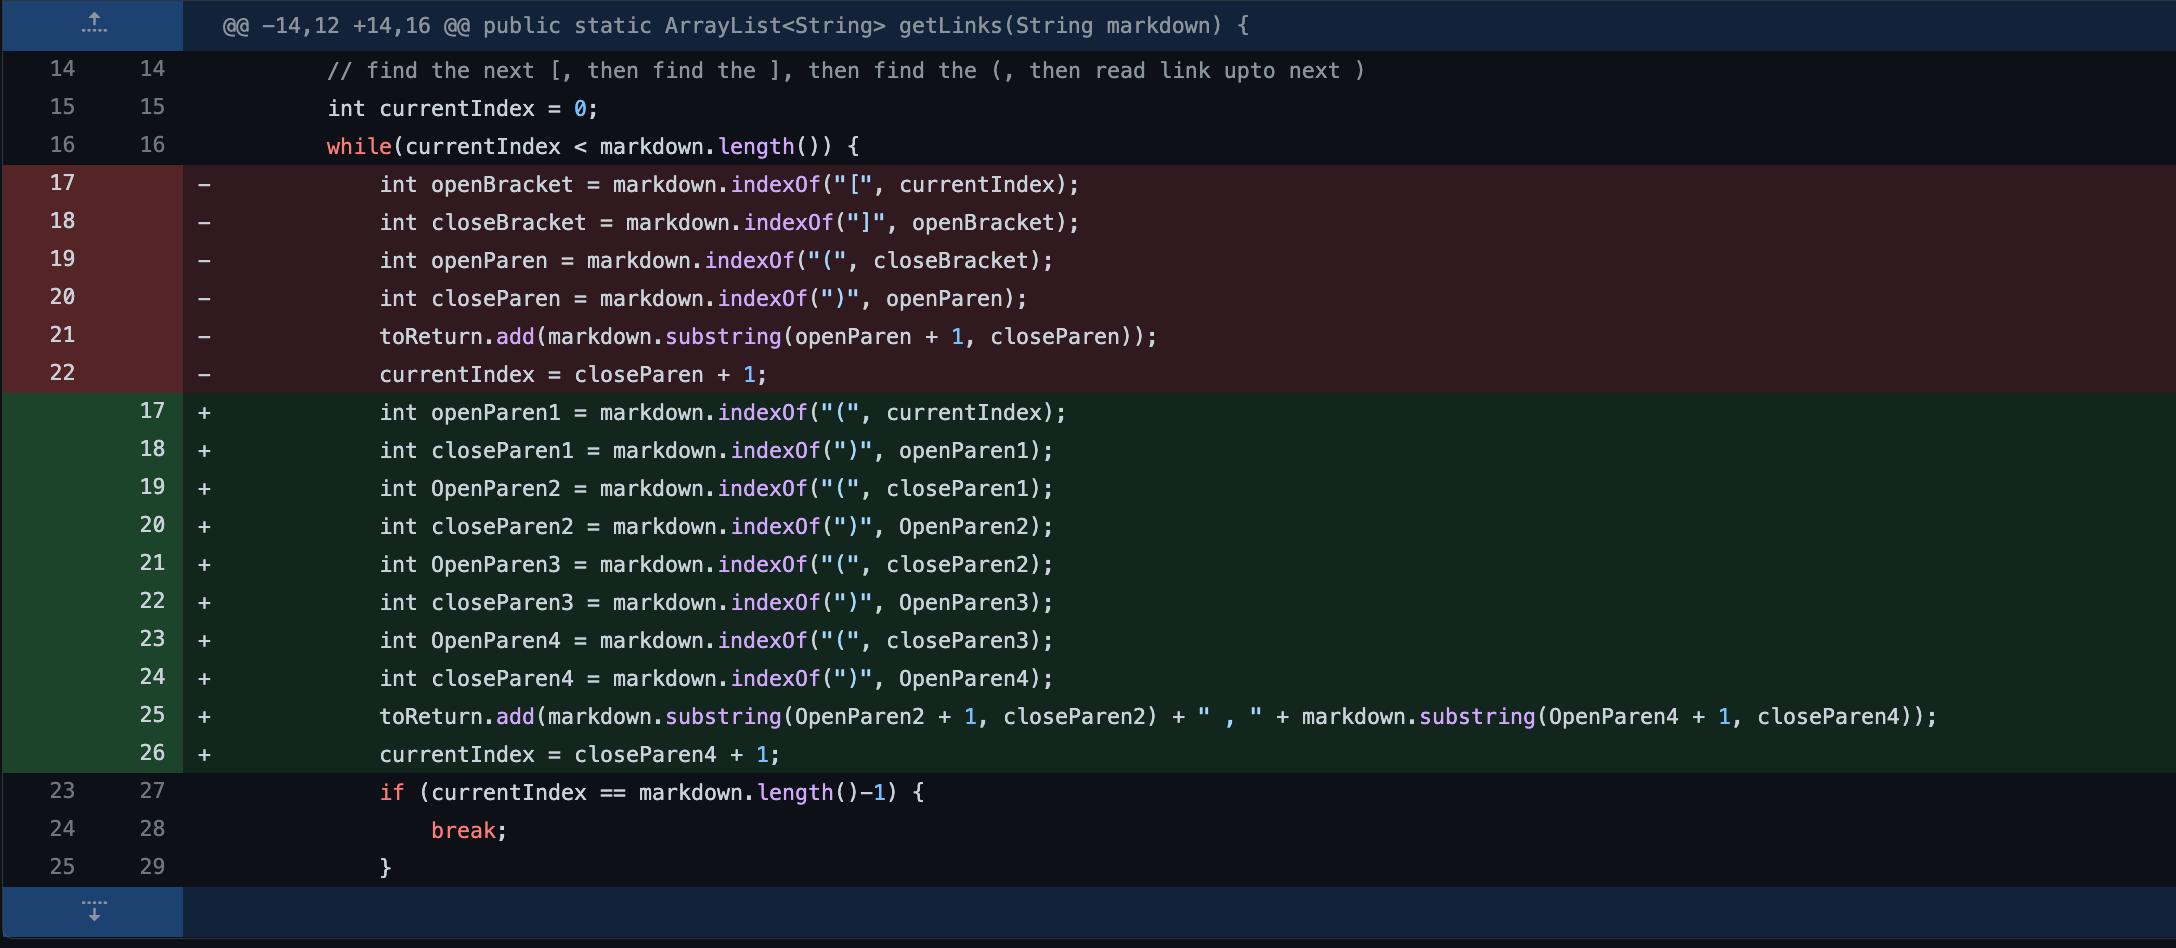 @@ -14,12 +14,16 @@ public static ArrayList<String> getLinks(String markdown) {
14 14 // find the next [, then find the ], then find the (, then read link upto next )
15 15 int currentIndex = 0;
16 16 while(currentIndex < markdown.length()) {
17 - int openBracket = markdown.indexOf("[", currentIndex);
18 - int closeBracket = markdown.indexOf("]", openBracket);
19 - int openParen = markdown.indexOf("(", closeBracket);
20 - int closeParen = markdown.indexOf(")", openParen);
21 - toReturn.add(markdown.substring(openParen + 1, closeParen));
22 - currentIndex = closeParen + 1;
17 + int openParen1 = markdown.indexOf("(", currentIndex);
18 + int closeParen1 = markdown.indexOf(")", openParen1);
19 + int OpenParen2 = markdown.indexOf("(", closeParen1);
20 + int closeParen2 = markdown.indexOf(")", OpenParen2);
21 + int OpenParen3 = markdown.indexOf("(", closeParen2);
22 + int closeParen3 = markdown.indexOf(")", OpenParen3);
23 + int OpenParen4 = markdown.indexOf("(", closeParen3);
24 + int closeParen4 = markdown.indexOf(")", OpenParen4);
25 + toReturn.add(markdown.substring(OpenParen2 + 1, closeParen2) + " , " + markdown.substring(OpenParen4 + 1, closeParen4));
26 + currentIndex = closeParen4 + 1;
23 27 if (currentIndex == markdown.length()-1) {
24 28 break;
25 29 }